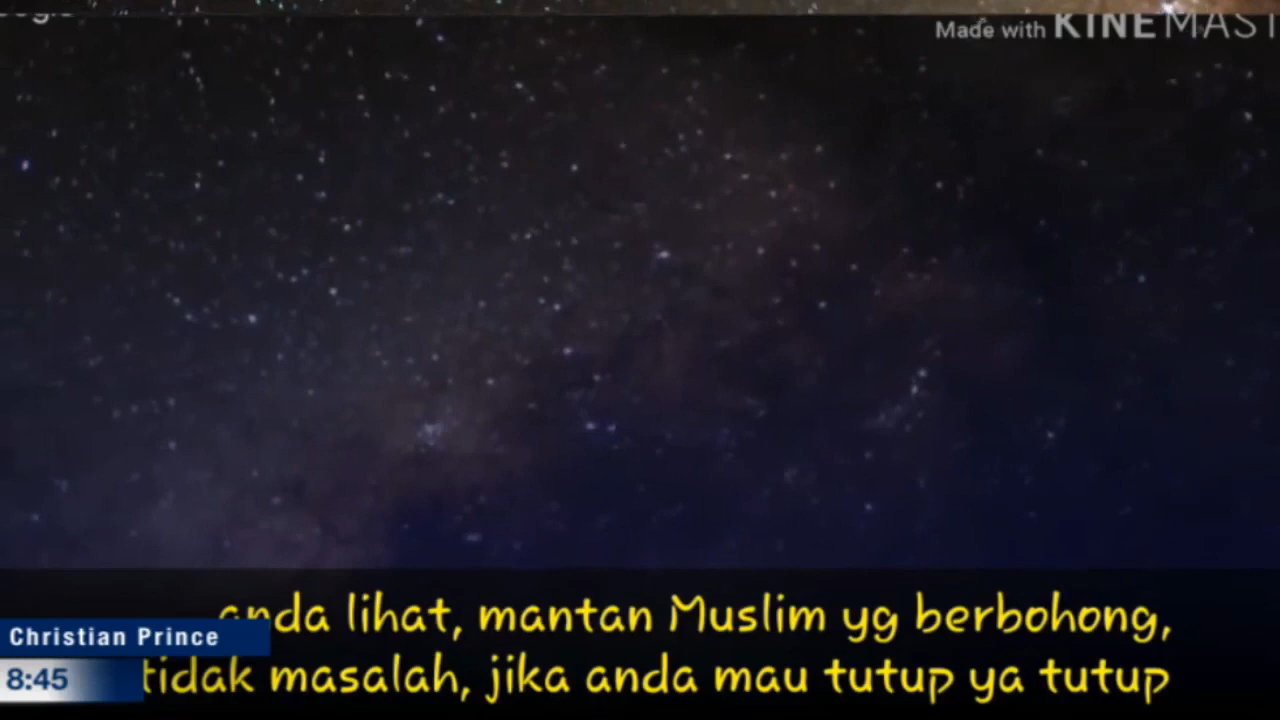 Made with KINEMAST
anda lihat, mantan Muslim yg berbohong,
Christian Prince
tidak masalah, jika anda mau tutup ya tutup
8:45